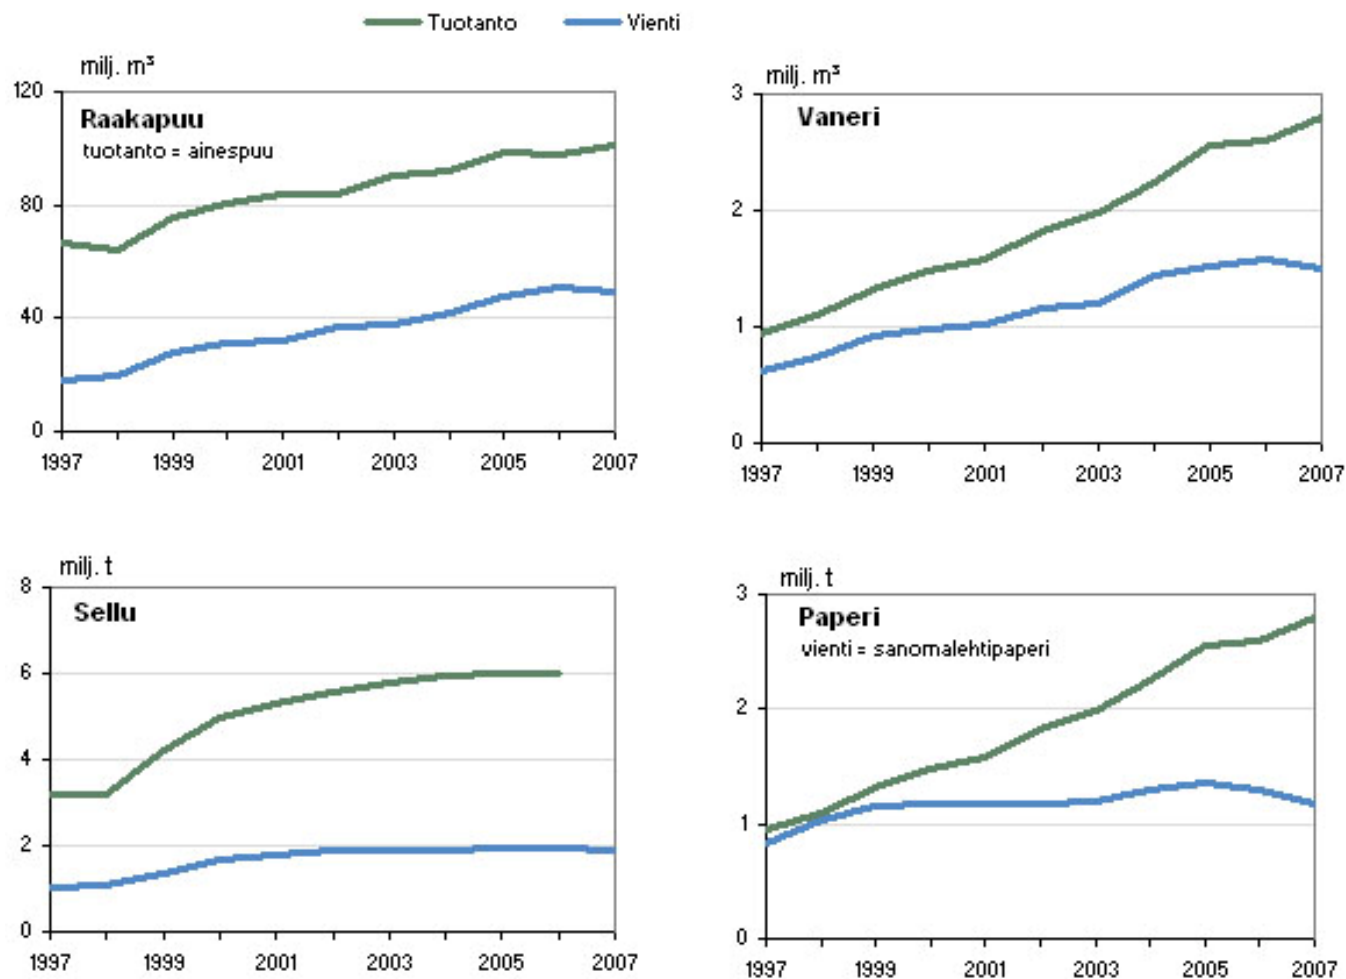 Tuotanto Vienti
milj. m³
120
80
40
0
Raakapuu
tuotanto = ainespuu
1997 1999 2001 2003 2005 2007
milj. m³
3
2
1
0
Vaneri
1997 1999 2001 2003 2005 2007
milj. t
8
6
4
2
0
Sellu
1997 1999 2001 2003 2005 2007
milj. t
3
2
1
0
Paperi
vienti = sanomalehtipaperi
1997 1999 2001 2003 2005 2007